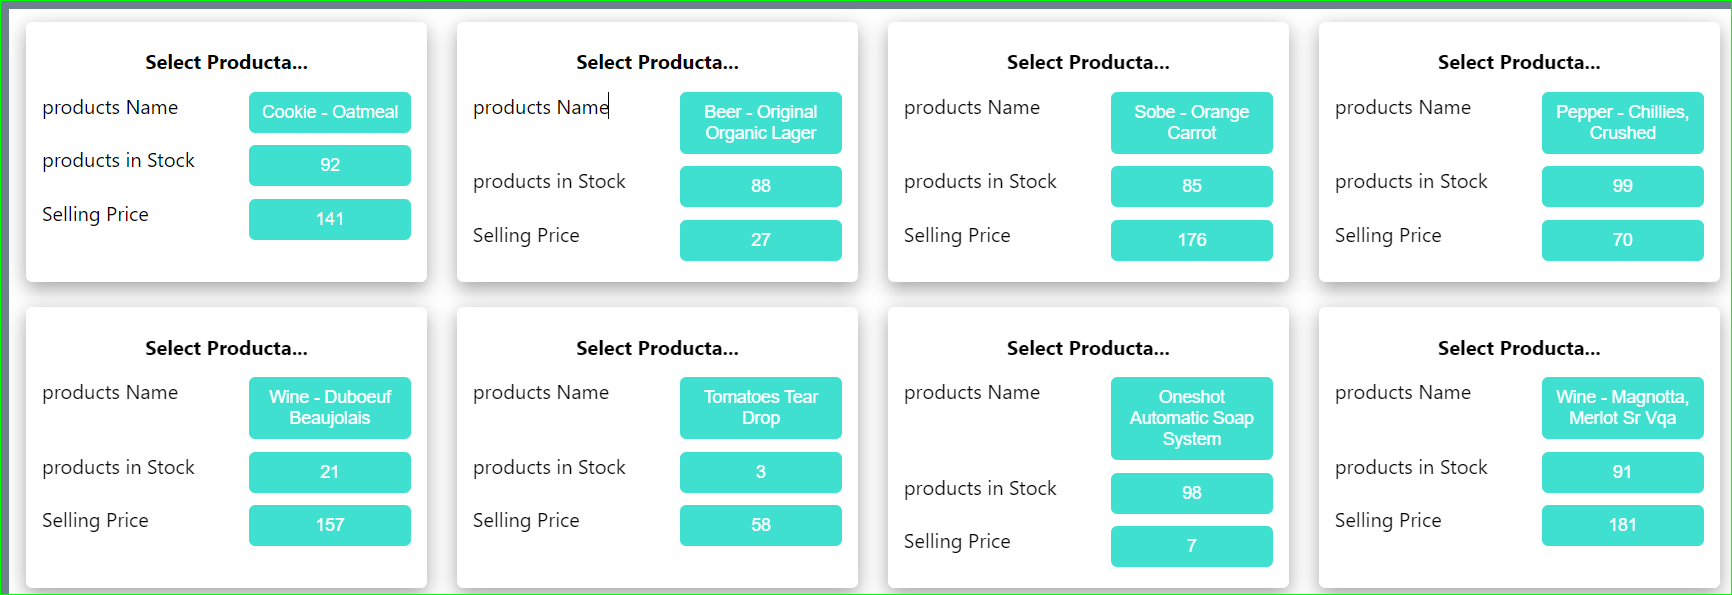 Select Producta...
products Name
Cookie - Oatmeal
products in Stock
92
Selling Price
141
Select Producta...
products Name
Beer - Original
Organic Lager
products in Stock
88
Selling Price
27
Select Producta...
products Name
Sobe - Orange
Carrot
products in Stock
85
Selling Price
176
Select Producta...
products Name
Pepper - Chillies,
Crushed
products in Stock
99
Selling Price
70
Select Producta...
products Name
Wine - Duboeuf
Beaujolais
products in Stock
21
Selling Price
157
Select Producta...
products Name
Tomatoes Tear
Drop
products in Stock
3
Selling Price
58
Select Producta...
products Name
Oneshot
Automatic Soap
System
products in Stock
98
Selling Price
7
Select Producta...
products Name
Wine - Magnotta,
Merlot Sr Vqa
products in Stock
91
Selling Price
181